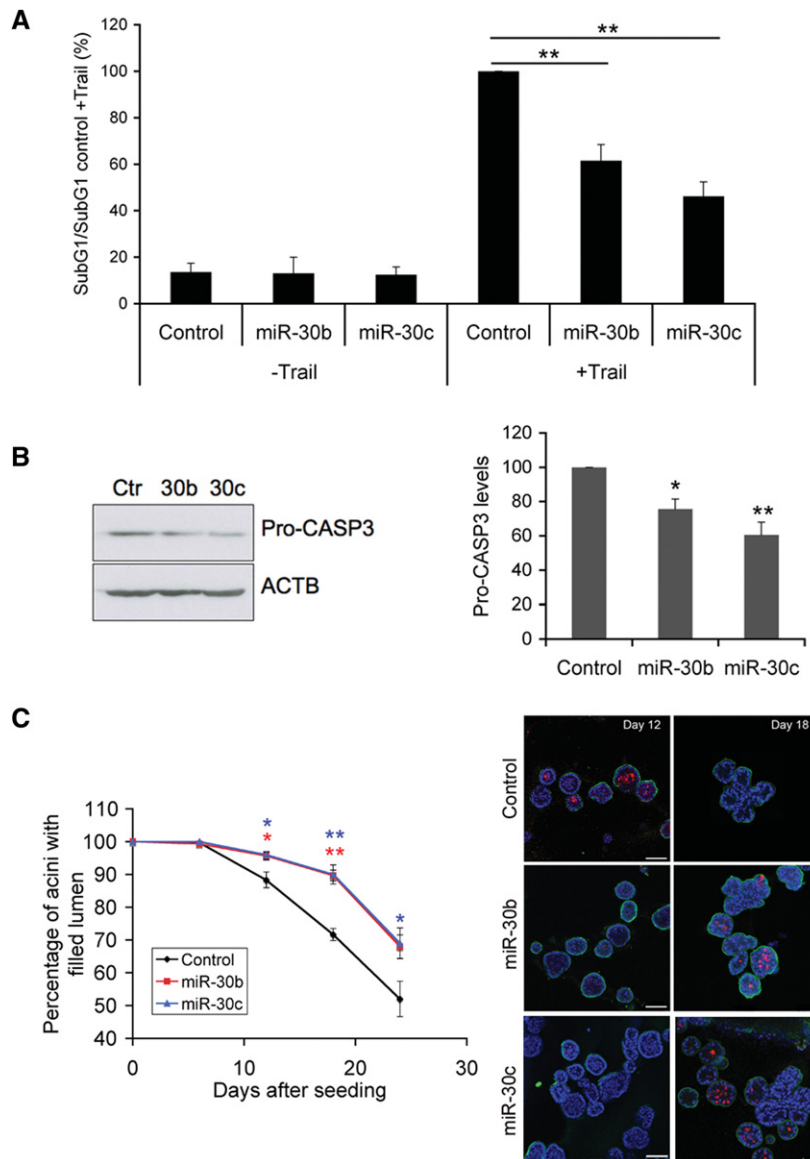 A
SubG1/SubG1 control +Trail (%)
120
100
80
60
40
20
0
**
**
Control miR-30b miR-30c Control miR-30b miR-30c
-Trail +Trail
B
Ctr 30b 30c
Pro-CASP3
ACTB
Pro-CASP3 levels
120
100
80
60
40
20
0
*
**
Control miR-30b miR-30c
C
Percentage of acini with
filled lumen
110
100
90
80
70
60
50
40
* ** *
* **
Control
miR-30b
miR-30c
0 10 20 30
Days after seeding
Day 12 Day 18
Control
miR-30b
miR-30c